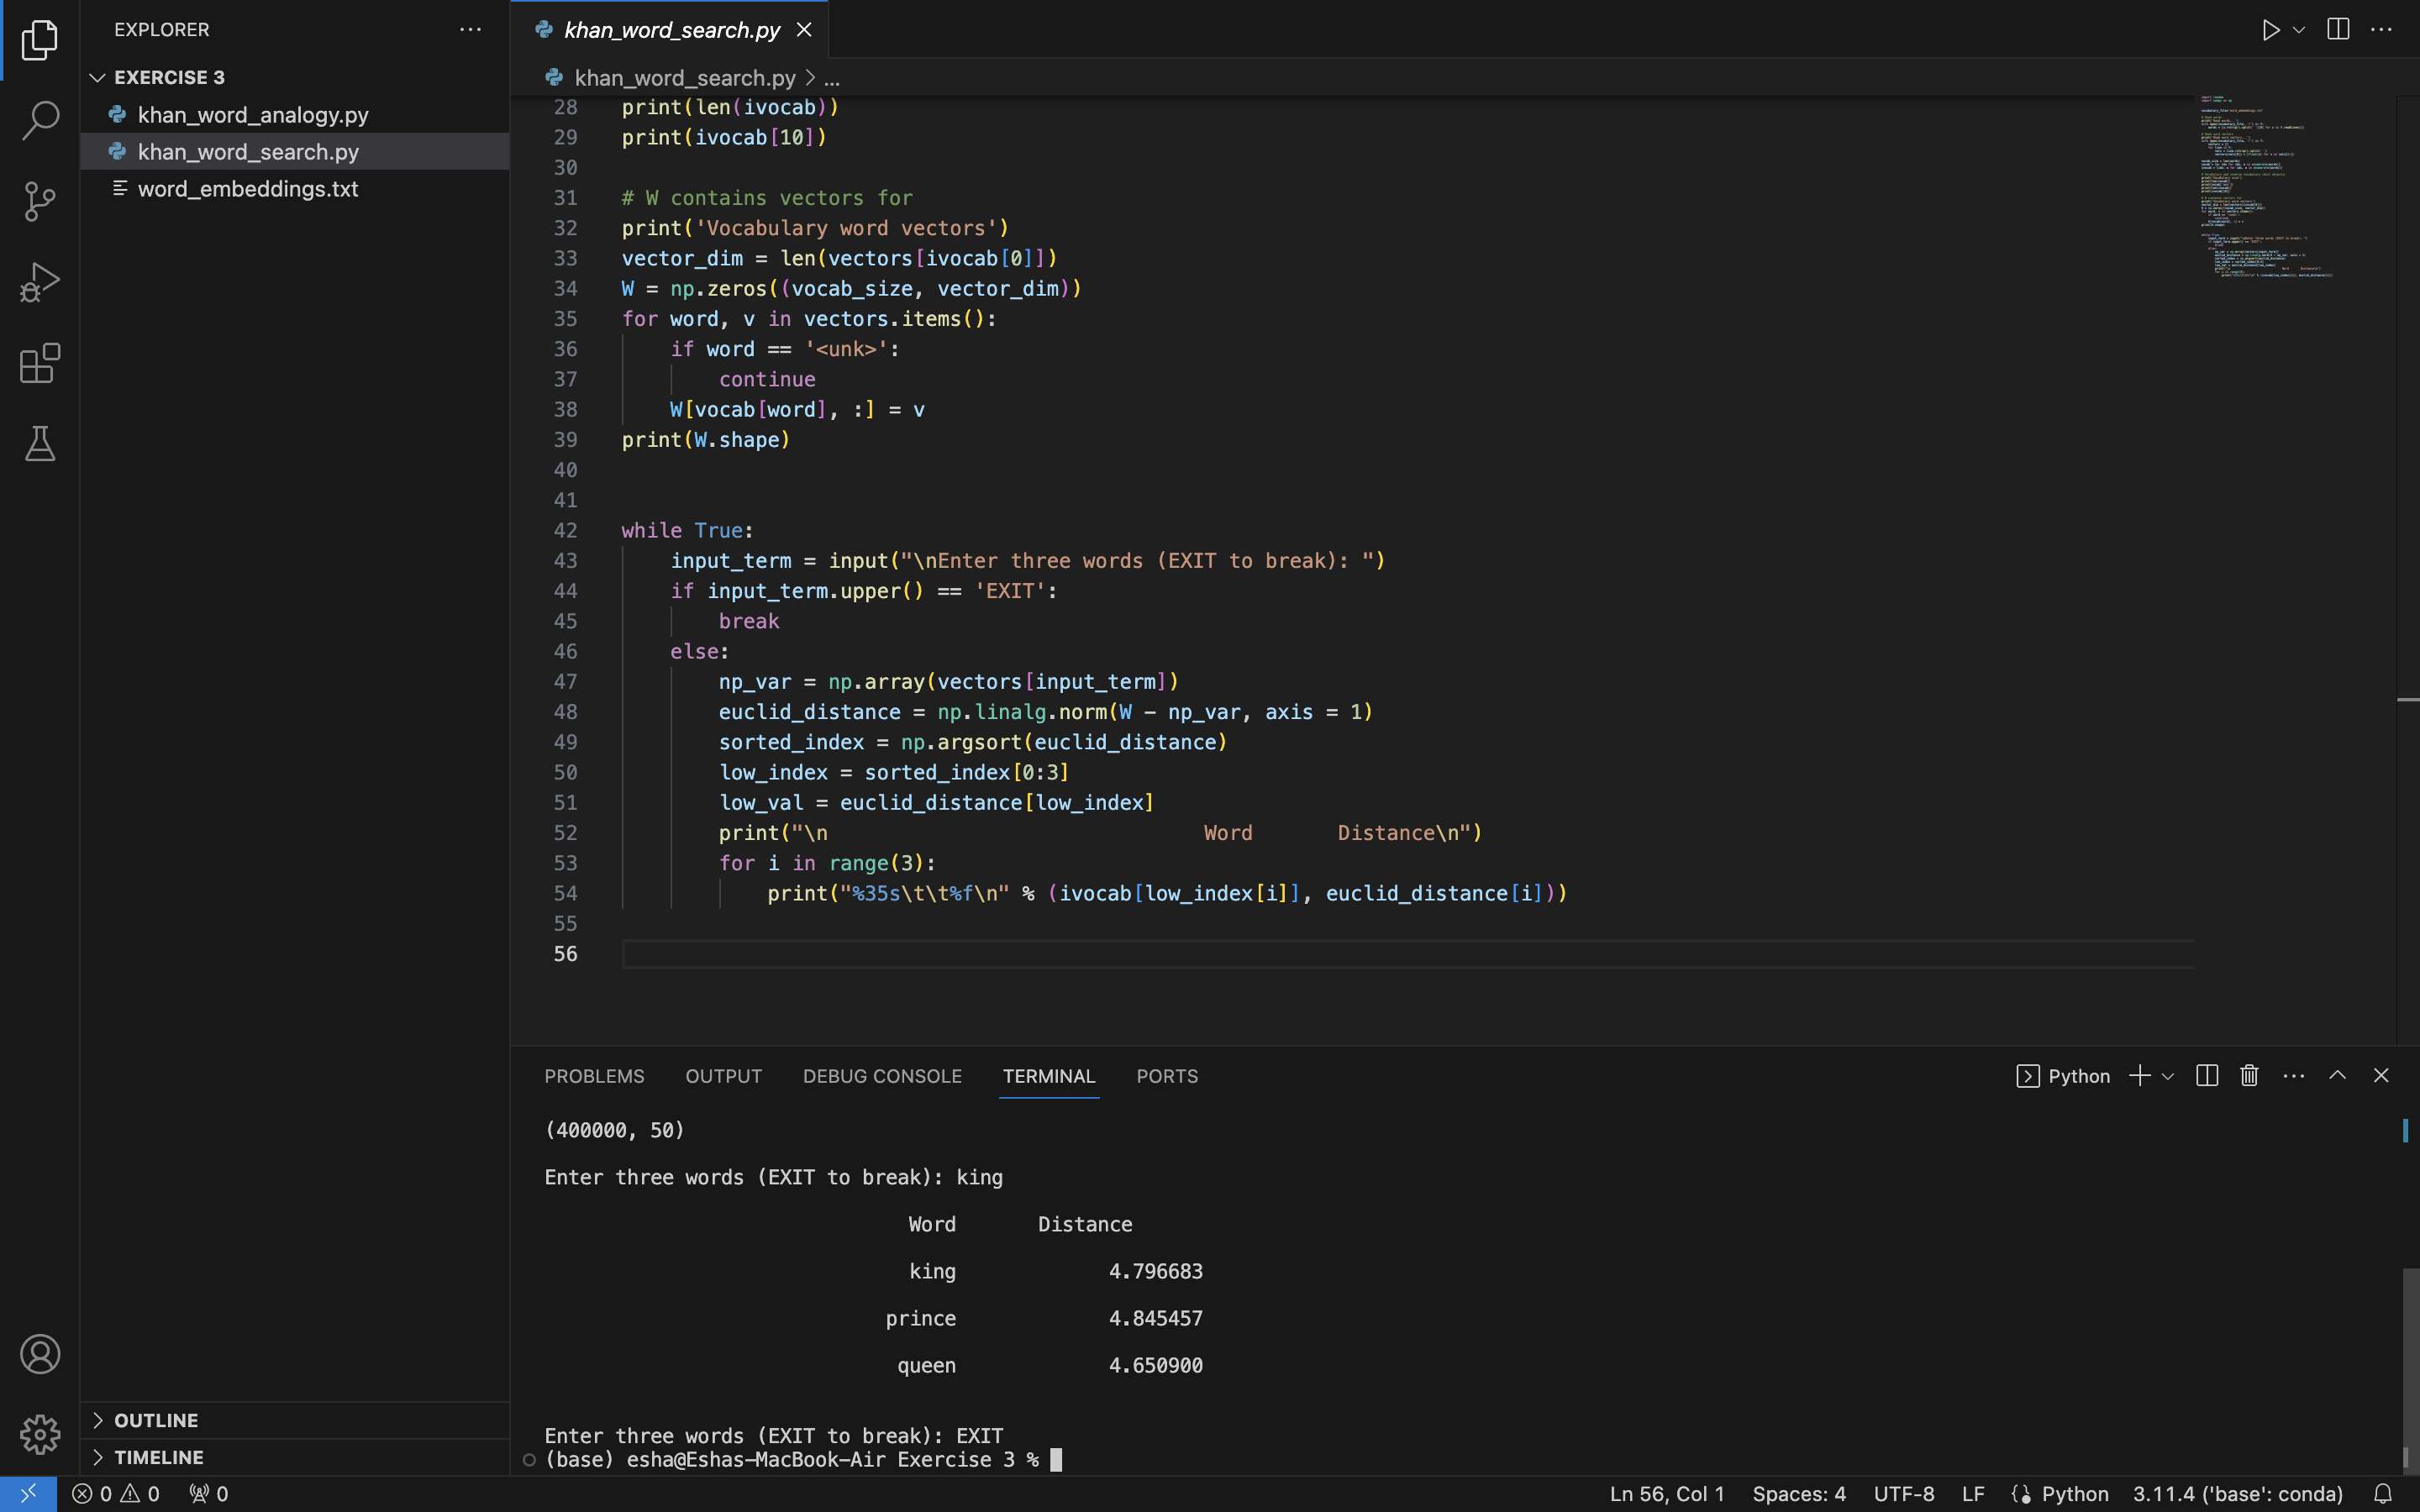 EXPLORER
EXERCISE 3
khan_word_analogy.py
khan_word_search.py
word_embeddings.txt
OUTLINE
TIMELINE
khan_word_search.py
khan_word_search.py > ...
28 print(len(ivocab))
29 print(ivocab[10])
30
31 # W contains vectors for
32 print('Vocabulary word vectors')
33 vector_dim = len(vectors[ivocab[0]])
34 W = np.zeros((vocab_size, vector_dim))
35 for word, v in vectors.items():
36     if word == '<unk>':
37         continue
38     W[vocab[word], :] = v
39 print(W.shape)
40
41
42 while True:
43     input_term = input("\nEnter three words (EXIT to break): ")
44     if input_term.upper() == 'EXIT':
45         break
46     else:
47         np_var = np.array(vectors[input_term])
48         euclid_distance = np.linalg.norm(W - np_var, axis = 1)
49         sorted_index = np.argsort(euclid_distance)
50         low_index = sorted_index[0:3]
51         low_val = euclid_distance[low_index]
52         print("\n                               Word       Distance\n")
53         for i in range(3):
54             print("%35s\t\t%f\n" % (ivocab[low_index[i]], euclid_distance[i]))
55
56
PROBLEMS OUTPUT DEBUG CONSOLE TERMINAL PORTS
Python
(400000, 50)
Enter three words (EXIT to break): king
Word Distance
king 4.796683
prince 4.845457
queen 4.650900
Enter three words (EXIT to break): EXIT
(base) esha@Eshas-MacBook-Air Exercise 3 %
0 0 0 Ln 56, Col 1 Spaces: 4 UTF-8 LF Python 3.11.4 ('base': conda)